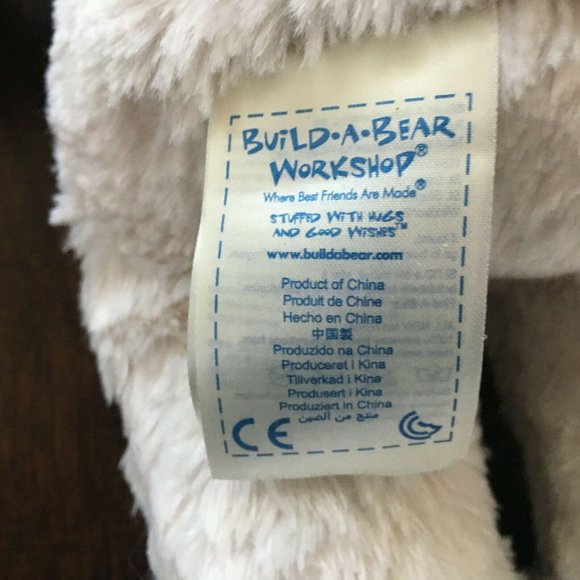 BUILD·A·BEAR
WORKSHOP®
Where Best Friends Are Made®
STUFFED WITH HUGS
AND GOOD WISHES™
www.buildabear.com
Product of China
Produit de Chine
Hecho en China
中国製
Produzido na China
Produceret i Kina
Tillverkad i Kina
Produsert i Kina
Produziert in China
منتج من الصين
CE